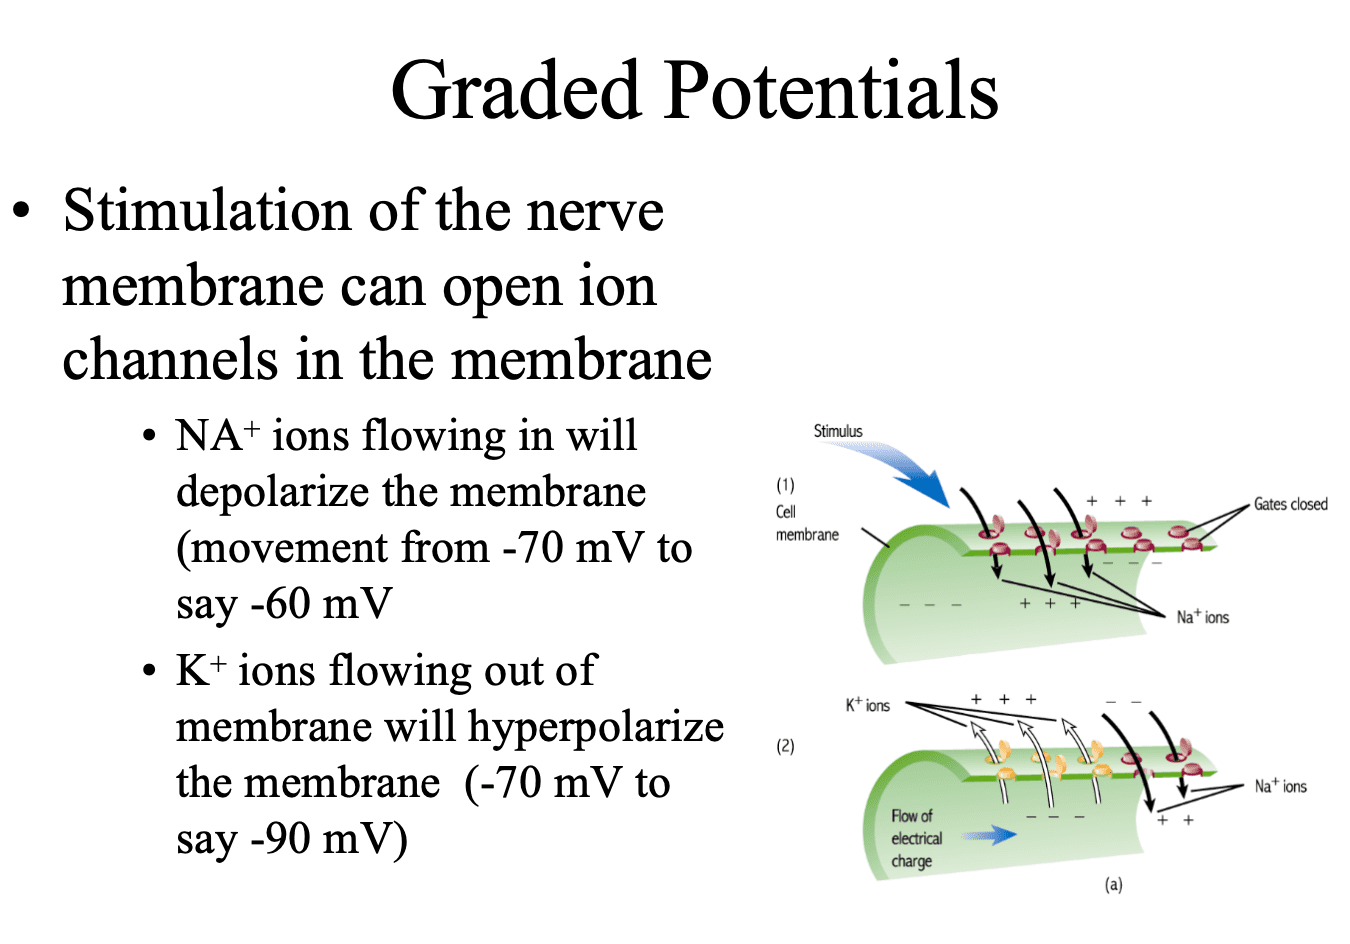 Graded Potentials
• Stimulation of the nerve
membrane can open ion
channels in the membrane
• NA⁺ ions flowing in will
depolarize the membrane
(movement from -70 mV to
say -60 mV
• K⁺ ions flowing out of
membrane will hyperpolarize
the membrane (-70 mV to
say -90 mV)
Stimulus
(1)
Cell
membrane
+ + +
Gates closed
– – –
– – –
+ + +
Na⁺ ions
K⁺ ions
+ + +
– –
(2)
Na⁺ ions
Flow of
electrical
charge
– – –
+ +
(a)